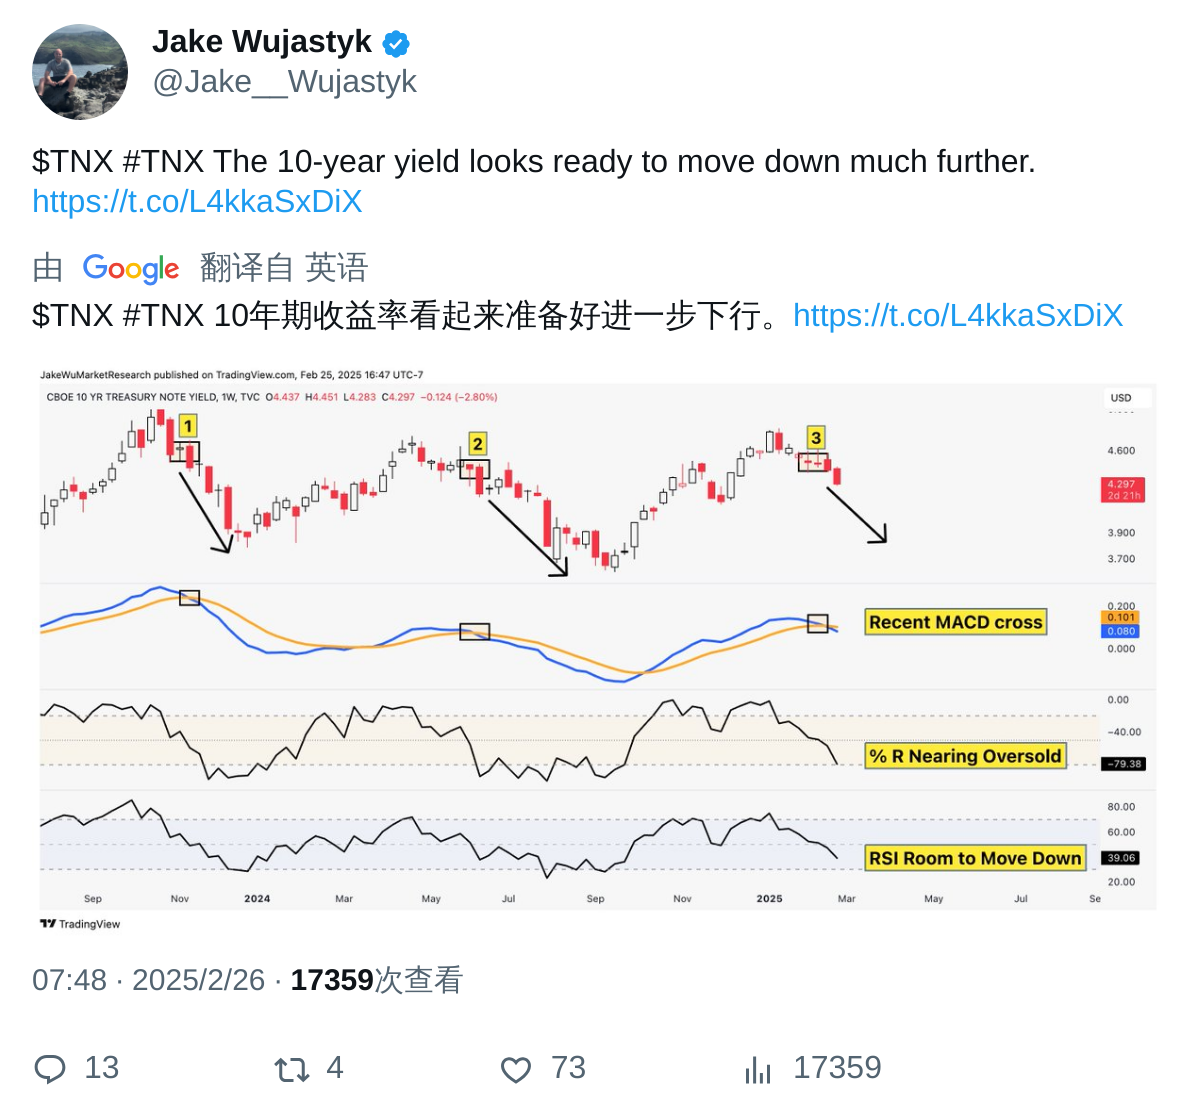 Jake Wujastyk
@Jake__Wujastyk
$TNX #TNX The 10-year yield looks ready to move down much further.
https://t.co/L4kkaSxDiX
由 Google 翻译自 英语
$TNX #TNX 10年期收益率看起来准备好进一步下行。https://t.co/L4kkaSxDiX
JakeWuMarketResearch published on TradingView.com, Feb 25, 2025 16:47 UTC-7
CBOE 10 YR TREASURY NOTE YIELD, 1W, TVC O4.437 H4.451 L4.283 C4.297 −0.124 (−2.80%)
USD
1
2
3
4.600
4.297
2d 21h
3.900
3.700
Recent MACD cross
0.200
0.101
0.080
0.000
% R Nearing Oversold
0.00
−40.00
−79.38
RSI Room to Move Down
80.00
60.00
39.06
20.00
Sep Nov 2024 Mar May Jul Sep Nov 2025 Mar May Jul Se
TradingView
07:48 · 2025/2/26 · 17359次查看
13 4 73 17359